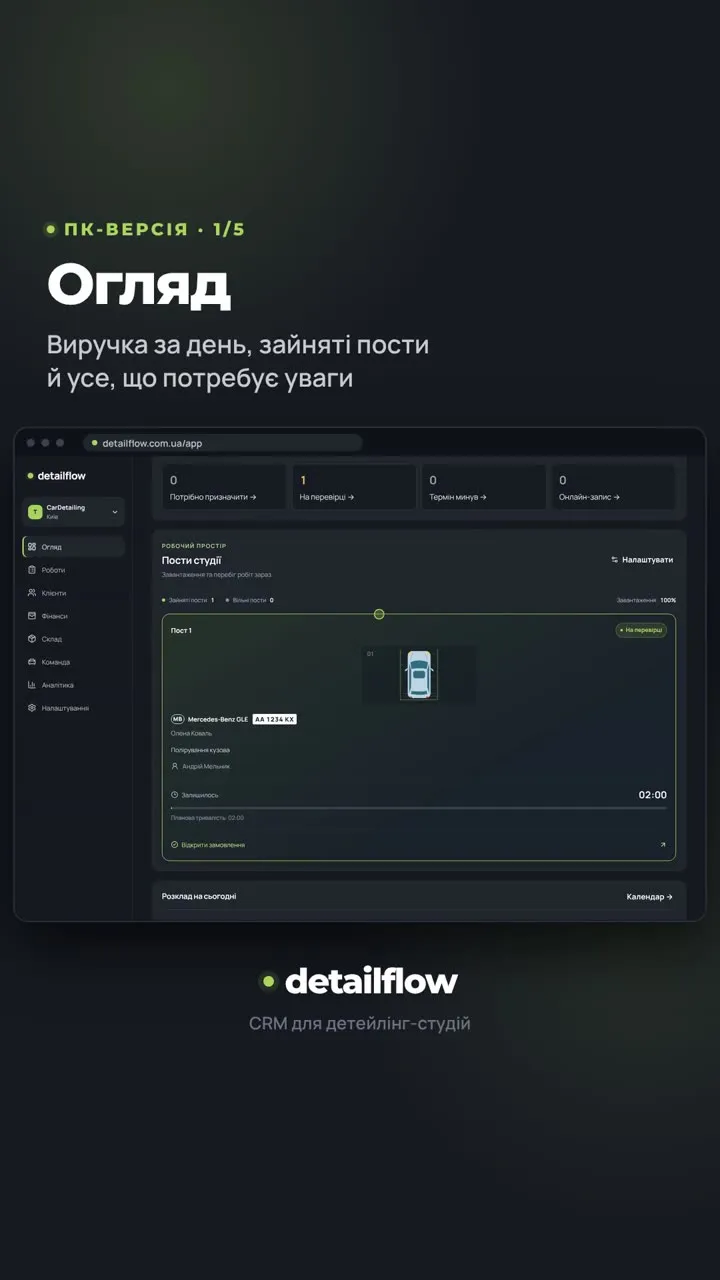 ПК-ВЕРСІЯ · 1/5
Огляд
Виручка за день, зайняті пости
й усе, що потребує уваги
detailflow.com.ua/app
detailflow
T CarDetailing
Київ
Огляд
Роботи
Клієнти
Фінанси
Склад
Команда
Аналітика
Налаштування
0 1 0 0
Потрібно призначити → На перевірці → Термін минув → Онлайн-запис →
РОБОЧИЙ ПРОСТІР
Пости студії
Налаштувати
Завантаження та перебіг робіт зараз
Зайняті пости 1 Вільні пости 0 Завантаження 100%
Пост 1 На перевірці
01
MB Mercedes-Benz GLE AA 1234 KX
Олена Коваль
Полірування кузова
Андрій Мельник
Залишилось 02:00
Планова тривалість 02:00
Відкрити замовлення
Розклад на сьогодні Календар →
detailflow
CRM для детейлінг-студій